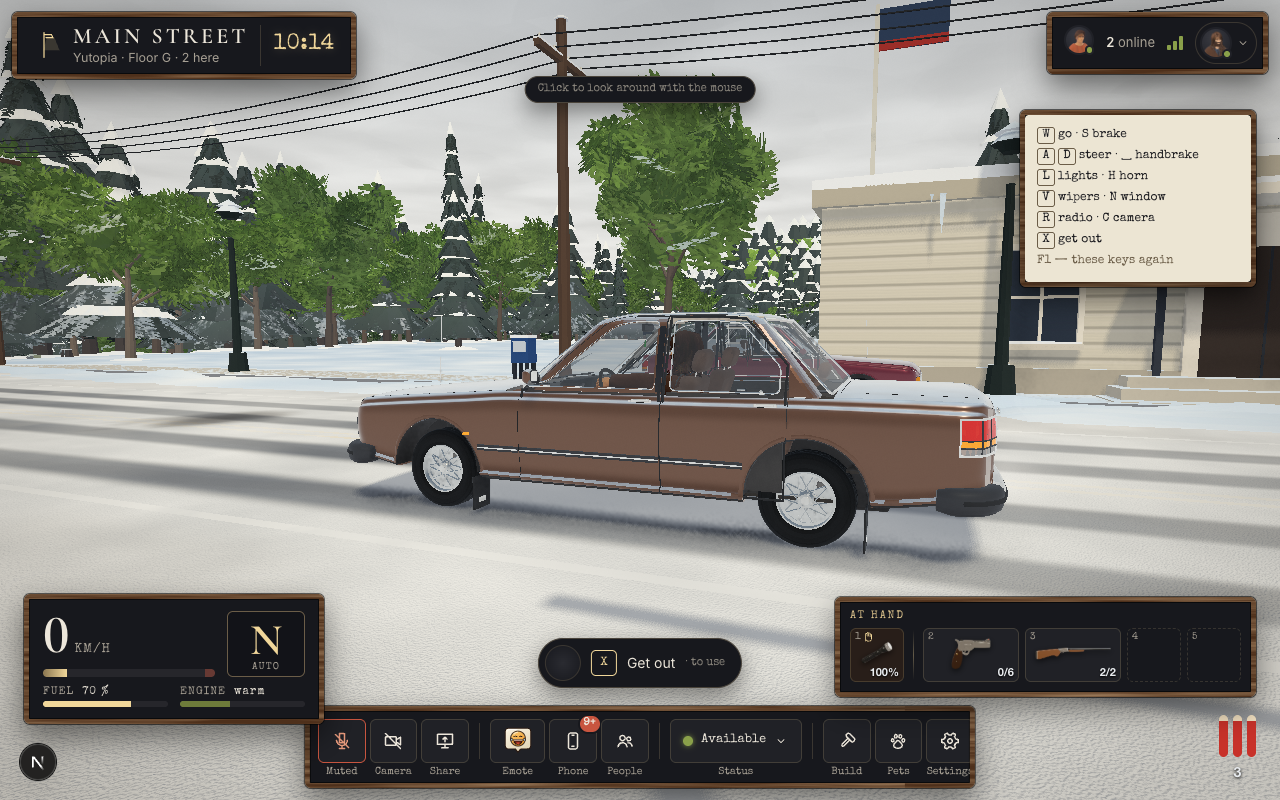 MAIN STREET
Yutopia · Floor G · 2 here
10:14
2 online
Click to look around with the mouse
W go · S brake
A D steer · ⎵ handbrake
L lights · H horn
V wipers · N window
R radio · C camera
X get out
F1 — these keys again
0 KM/H
N
AUTO
FUEL 70 %
ENGINE warm
X Get out · to use
AT HAND
1
100%
2
0/6
3
2/2
4
5
9+
Available
Muted
Camera
Share
Emote
Phone
People
Status
Build
Pets
Settings
N
3